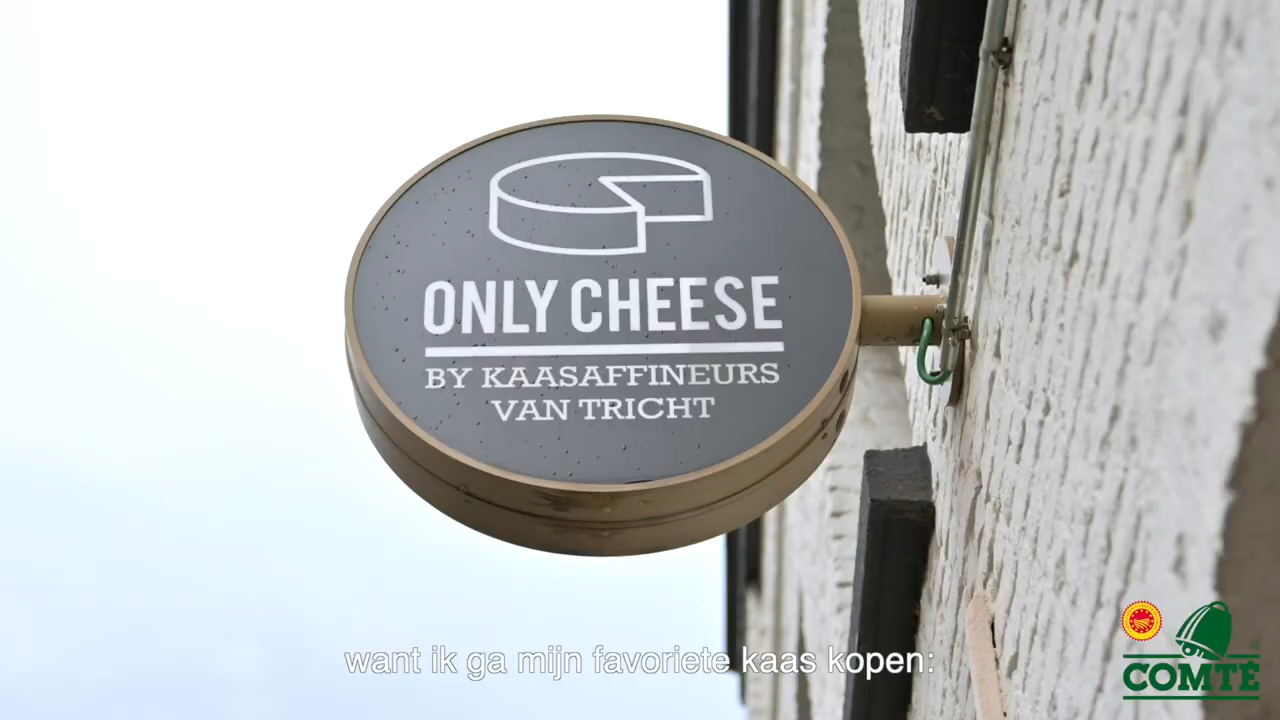 ONLY CHEESE
BY KAASAFFINEURS
VAN TRICHT
want ik ga mijn favoriete kaas kopen:
COMTÉ